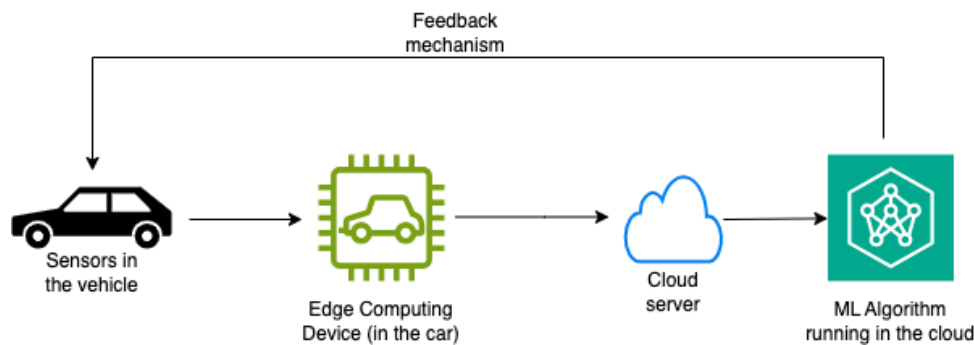 Feedback
mechanism
Sensors in
the vehicle
Edge Computing
Device (in the car)
Cloud
server
ML Algorithm
running in the cloud